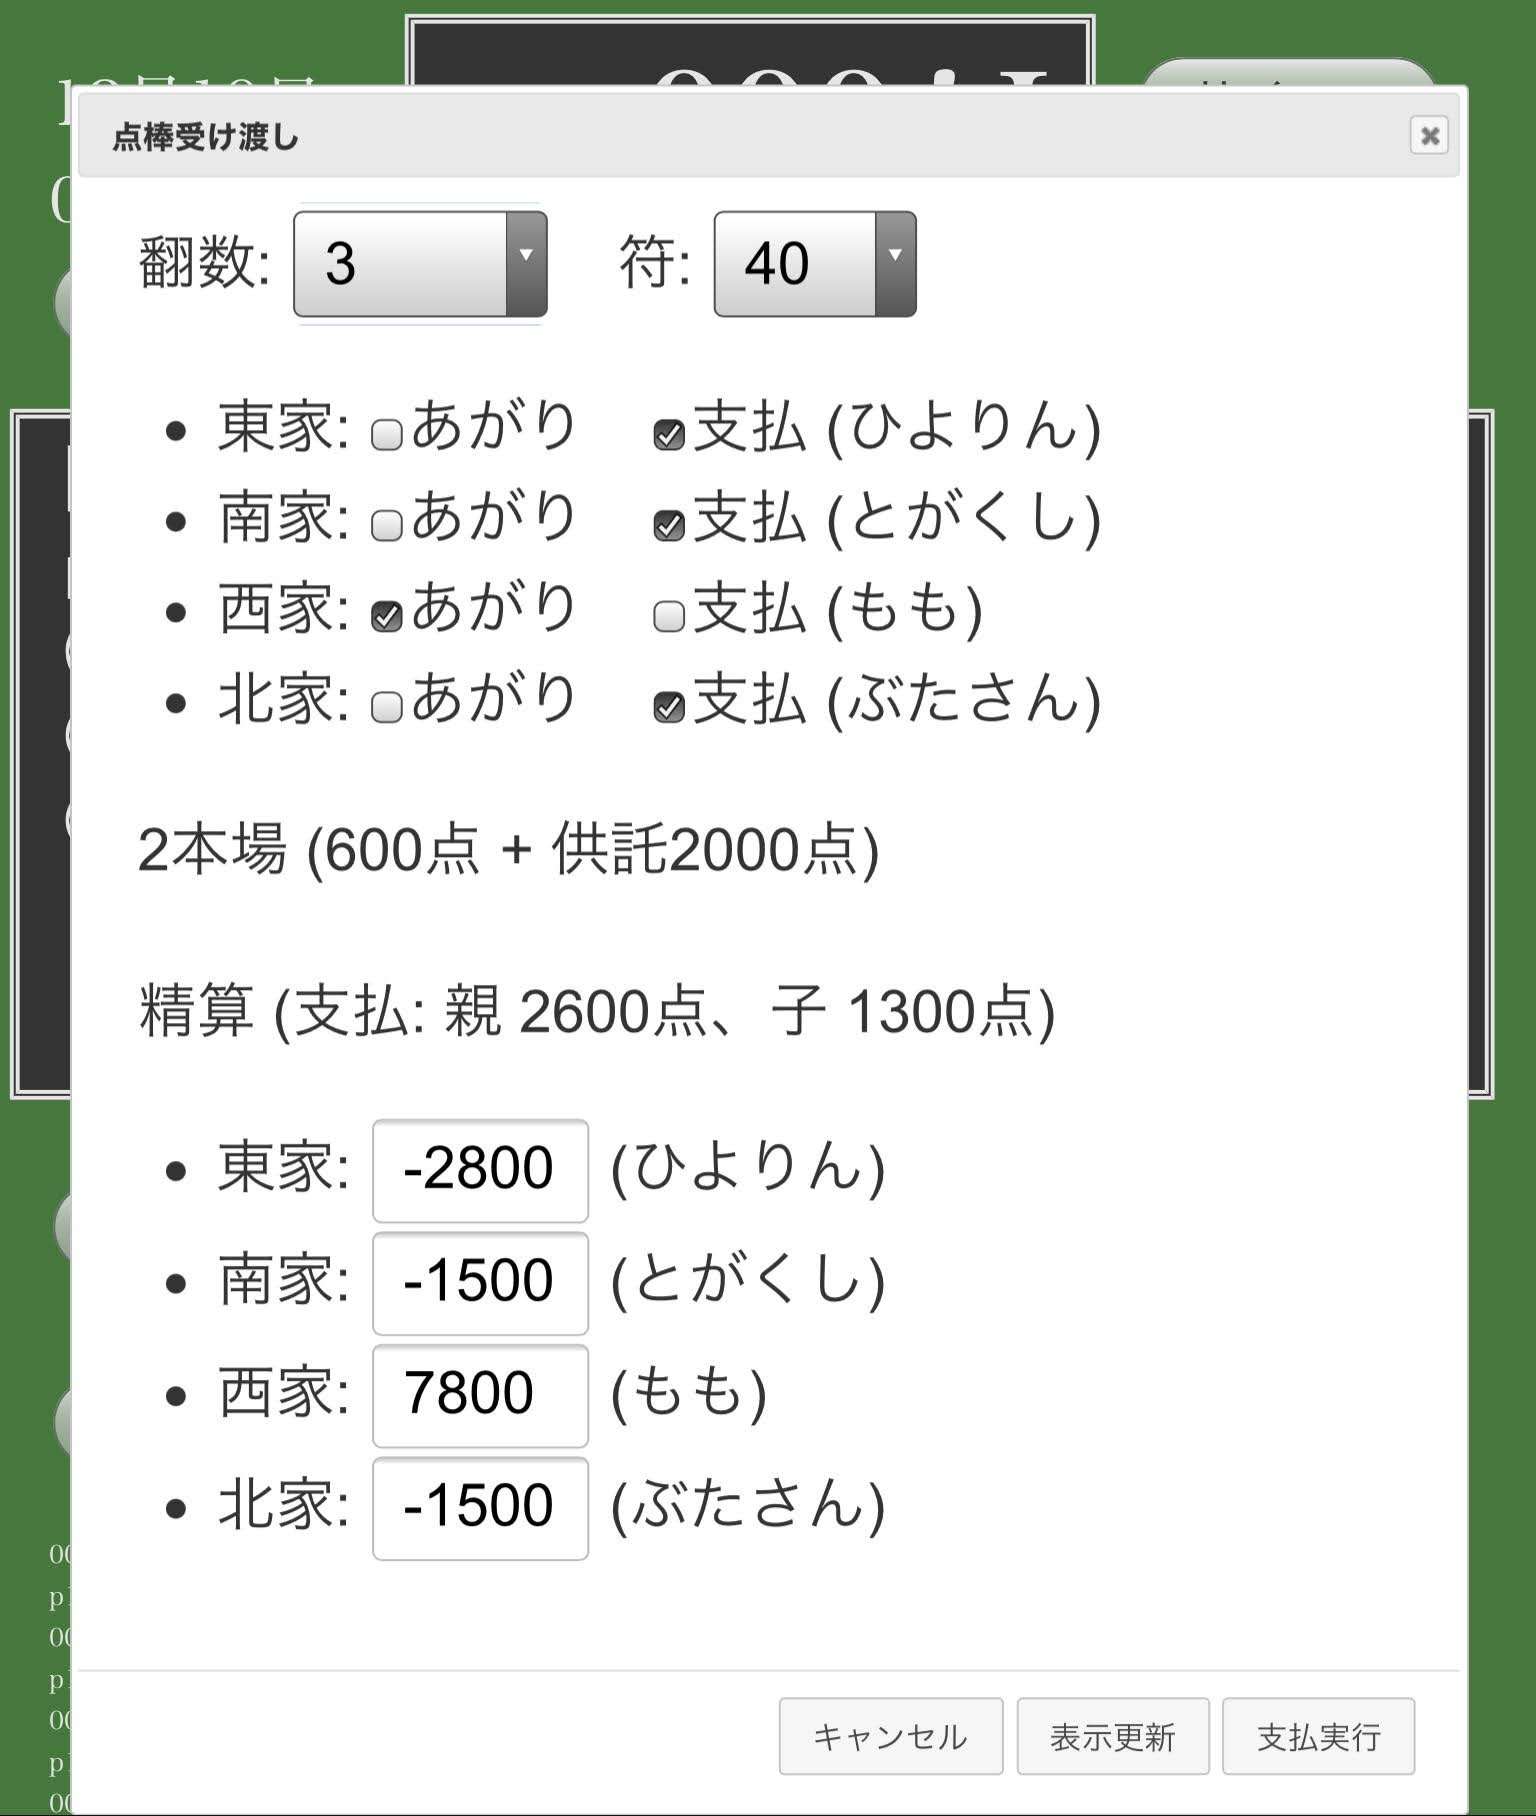 点棒受け渡し
翻数: 3 符: 40
東家: あがり 支払 (ひよりん)
南家: あがり 支払 (とがくし)
西家: あがり 支払 (もも)
北家: あがり 支払 (ぶたさん)
2本場 (600点 + 供託2000点)
精算 (支払: 親 2600点、子 1300点)
東家: -2800 (ひよりん)
南家: -1500 (とがくし)
西家: 7800 (もも)
北家: -1500 (ぶたさん)
キャンセル 表示更新 支払実行